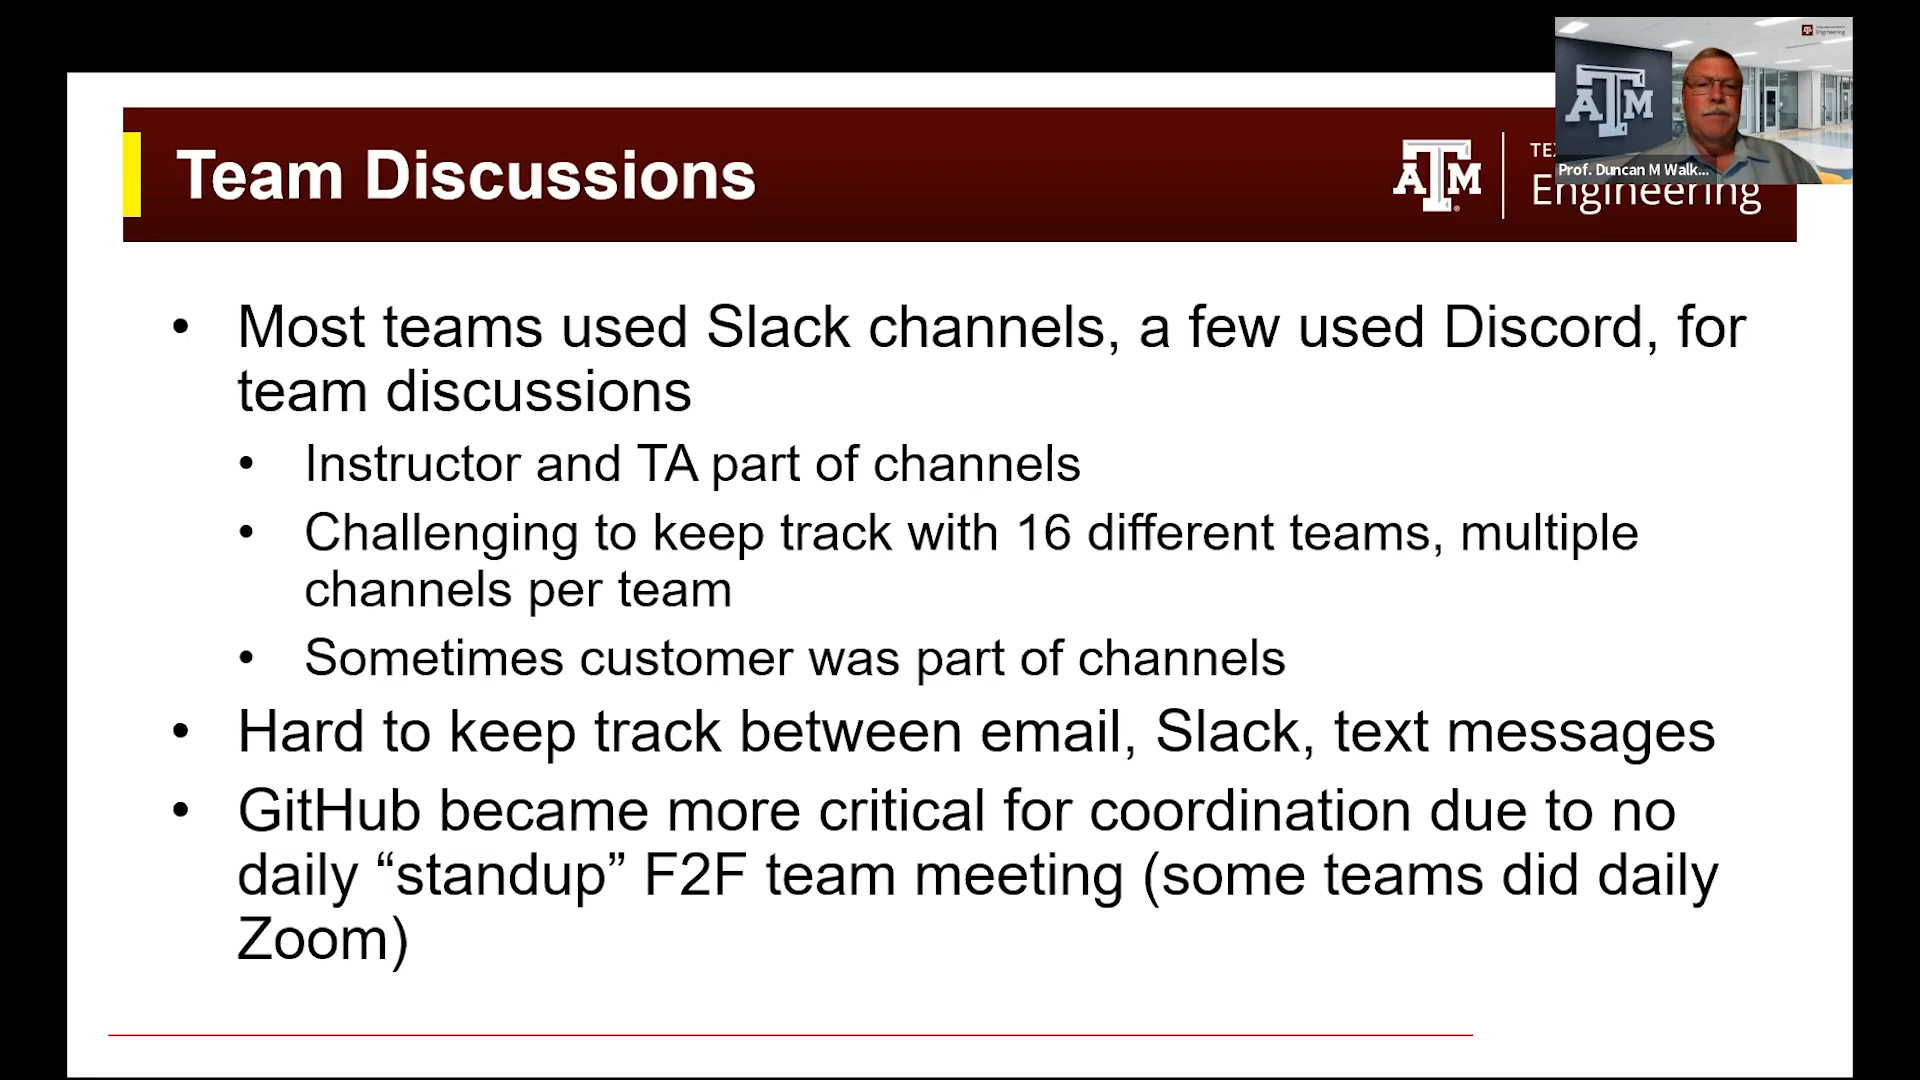 Team Discussions
ATM
TE
Engineering
ATM
Engineering
Prof. Duncan M Walk...
• Most teams used Slack channels, a few used Discord, for
team discussions
• Instructor and TA part of channels
• Challenging to keep track with 16 different teams, multiple
channels per team
• Sometimes customer was part of channels
• Hard to keep track between email, Slack, text messages
• GitHub became more critical for coordination due to no
daily “standup” F2F team meeting (some teams did daily
Zoom)